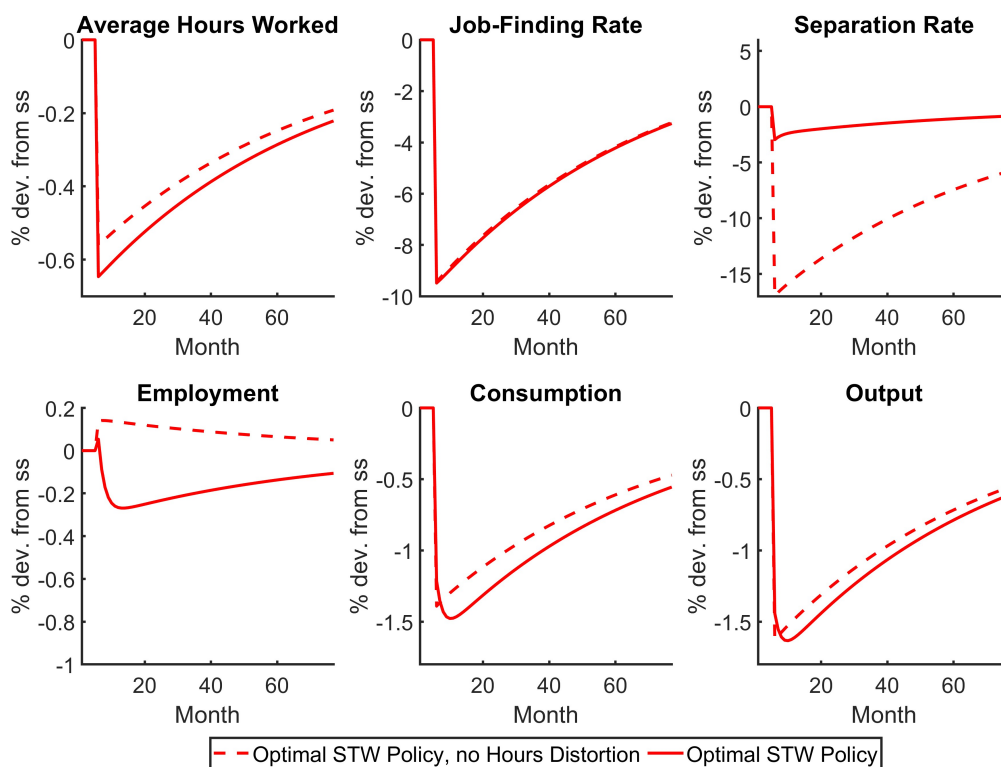 Average Hours Worked
0
-0.2
-0.4
-0.6
% dev. from ss
20 40 60
Month
Job-Finding Rate
0
-2
-4
-6
-8
-10
% dev. from ss
20 40 60
Month
Separation Rate
5
0
-5
-10
-15
% dev. from ss
20 40 60
Month
Employment
0.2
0
-0.2
-0.4
-0.6
-0.8
-1
% dev. from ss
20 40 60
Month
Consumption
0
-0.5
-1
-1.5
% dev. from ss
20 40 60
Month
Output
0
-0.5
-1
-1.5
% dev. from ss
20 40 60
Month
Optimal STW Policy, no Hours Distortion Optimal STW Policy